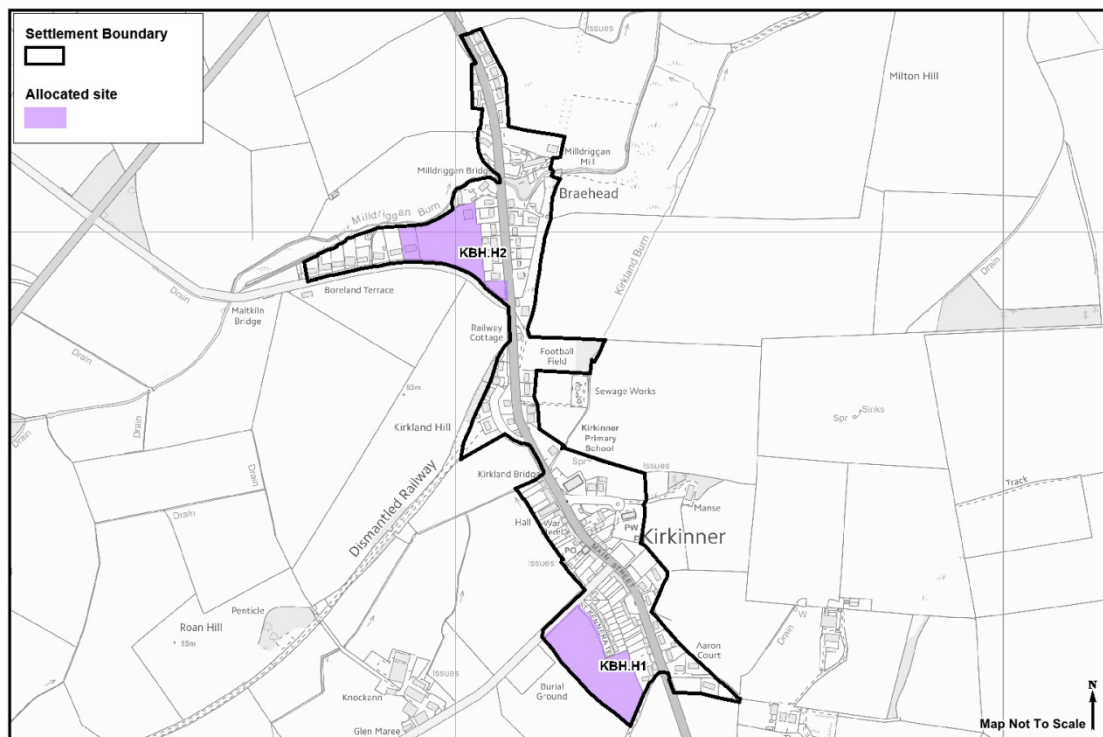 Settlement Boundary
Allocated site
Issues
Milton Hill
Milldriggan
Mill
Milldriggan Bridge
Braehead
Milldriggan Burn
KBH.H2
Kirkland Burn
Drain
Drain
Boreland Terrace
Maltkiln
Bridge
Railway
Cottage
Football
Field
Drain
53m
Sewage Works
Spr
Sinks
Drain
Drain
Kirkland Hill
Kirkinner
Primary
School
Spr
Issues
Kirkland Bridge
Track
Dismantled Railway
Manse
Hall
War
PW
Kirkinner
Drain
PO
MAIN STREET
Issues
Penticle
W
Roan Hill
55m
Drain
Aaron
Court
KBH.H1
Issues
Burial
Ground
Knockann
Glen Maree
N
Map Not To Scale